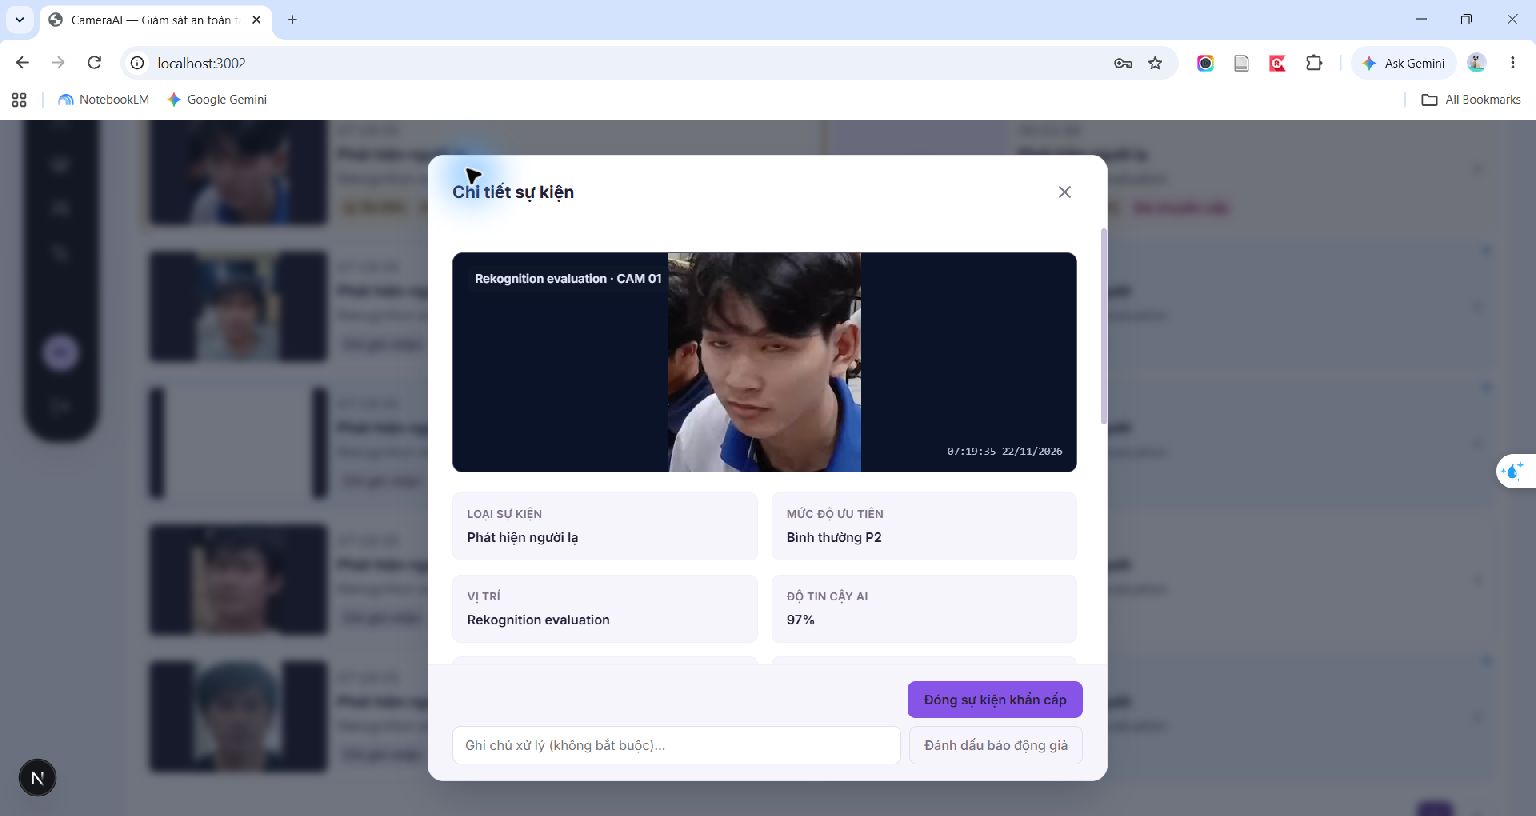 CameraAI — Giám sát an toàn t
localhost:3002
Ask Gemini
NotebookLM
Google Gemini
All Bookmarks
Chi tiết sự kiện
Rekognition evaluation · CAM 01
07:19:35 22/11/2026
LOẠI SỰ KIỆN
Phát hiện người lạ
MỨC ĐỘ ƯU TIÊN
Bình thường P2
VỊ TRÍ
Rekognition evaluation
ĐỘ TIN CẬY AI
97%
Đóng sự kiện khẩn cấp
Ghi chú xử lý (không bắt buộc)...
Đánh dấu báo động giả
N